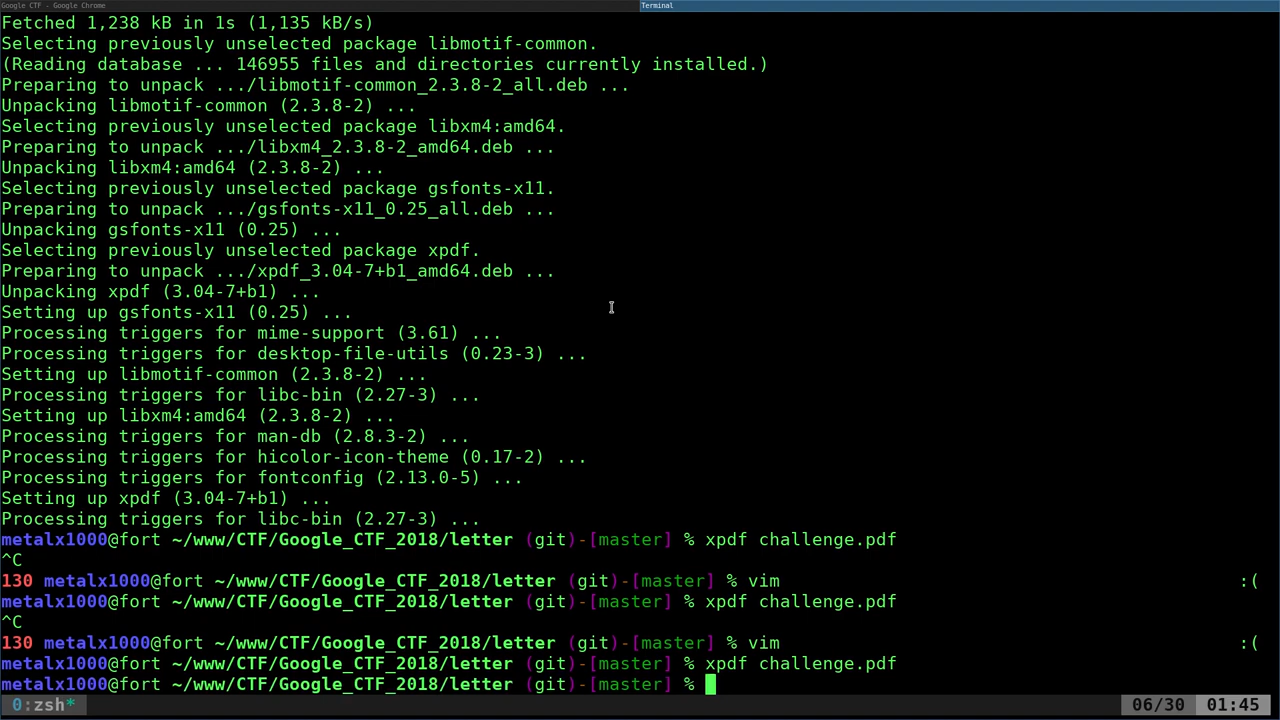 Google CTF - Google Chrome
Terminal
Fetched 1,238 kB in 1s (1,135 kB/s)
Selecting previously unselected package libmotif-common.
(Reading database ... 146955 files and directories currently installed.)
Preparing to unpack .../libmotif-common_2.3.8-2_all.deb ...
Unpacking libmotif-common (2.3.8-2) ...
Selecting previously unselected package libxm4:amd64.
Preparing to unpack .../libxm4_2.3.8-2_amd64.deb ...
Unpacking libxm4:amd64 (2.3.8-2) ...
Selecting previously unselected package gsfonts-x11.
Preparing to unpack .../gsfonts-x11_0.25_all.deb ...
Unpacking gsfonts-x11 (0.25) ...
Selecting previously unselected package xpdf.
Preparing to unpack .../xpdf_3.04-7+b1_amd64.deb ...
Unpacking xpdf (3.04-7+b1) ...
Setting up gsfonts-x11 (0.25) ...
Processing triggers for mime-support (3.61) ...
Processing triggers for desktop-file-utils (0.23-3) ...
Setting up libmotif-common (2.3.8-2) ...
Processing triggers for libc-bin (2.27-3) ...
Setting up libxm4:amd64 (2.3.8-2) ...
Processing triggers for man-db (2.8.3-2) ...
Processing triggers for hicolor-icon-theme (0.17-2) ...
Processing triggers for fontconfig (2.13.0-5) ...
Setting up xpdf (3.04-7+b1) ...
Processing triggers for libc-bin (2.27-3) ...
metalx1000@fort ~/www/CTF/Google_CTF_2018/letter (git)-[master] % xpdf challenge.pdf
^C
130 metalx1000@fort ~/www/CTF/Google_CTF_2018/letter (git)-[master] % vim :(
metalx1000@fort ~/www/CTF/Google_CTF_2018/letter (git)-[master] % xpdf challenge.pdf
^C
130 metalx1000@fort ~/www/CTF/Google_CTF_2018/letter (git)-[master] % vim :(
metalx1000@fort ~/www/CTF/Google_CTF_2018/letter (git)-[master] % xpdf challenge.pdf
metalx1000@fort ~/www/CTF/Google_CTF_2018/letter (git)-[master] %
0:zsh* 06/30 01:45